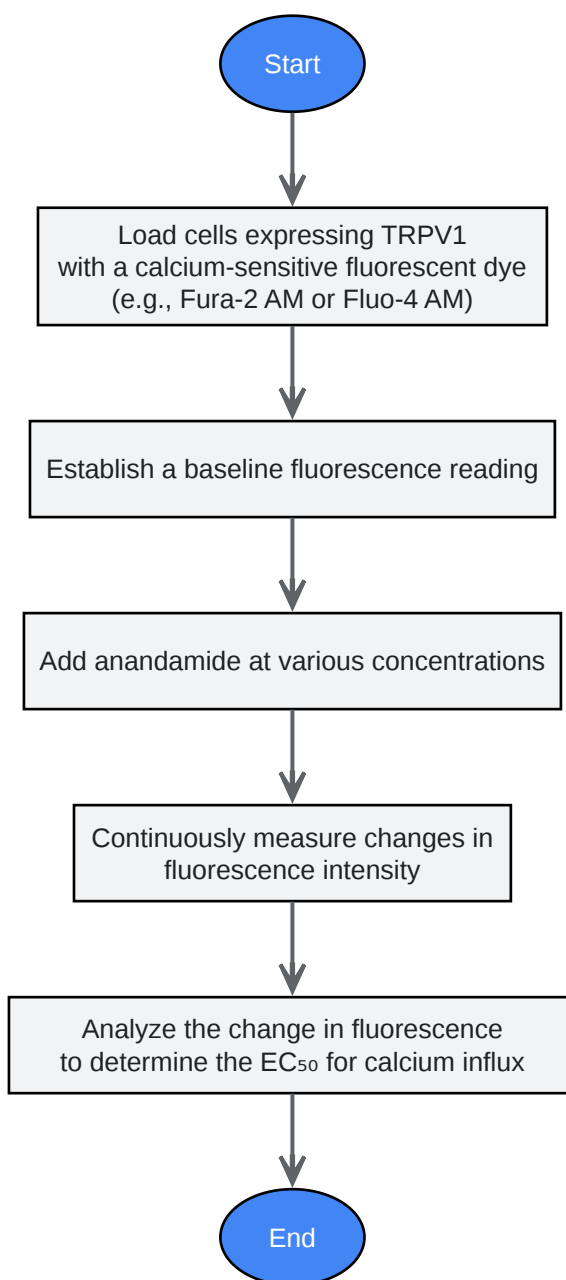 Start
Load cells expressing TRPV1
with a calcium-sensitive fluorescent dye
(e.g., Fura-2 AM or Fluo-4 AM)
Establish a baseline fluorescence reading
Add anandamide at various concentrations
Continuously measure changes in
fluorescence intensity
Analyze the change in fluorescence
to determine the EC₅₀ for calcium influx
End